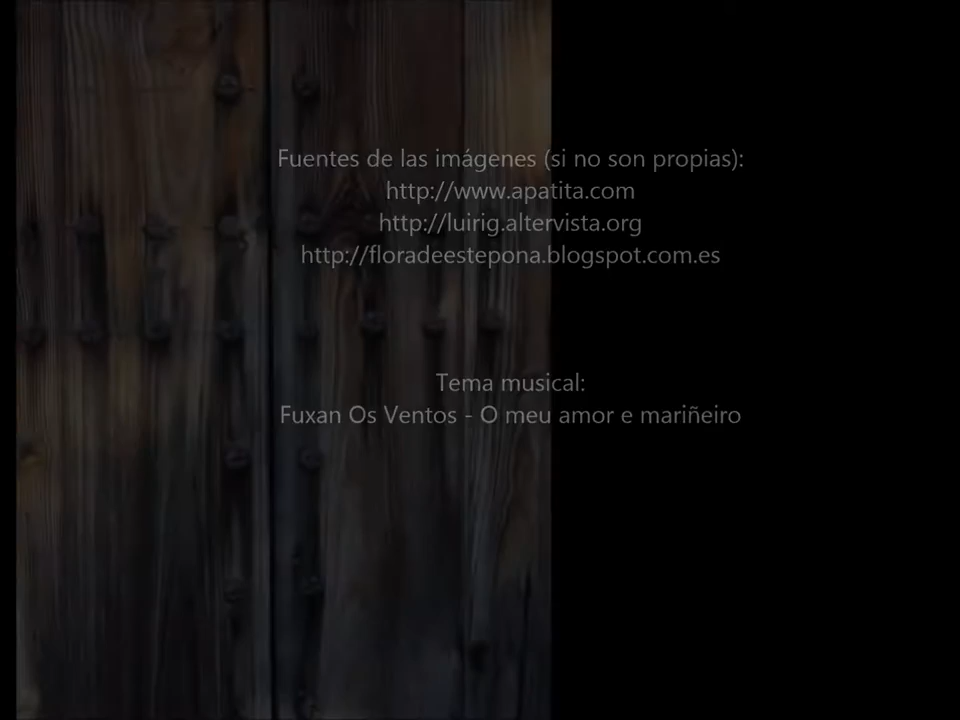 Fuentes de las imágenes (si no son propias):
http://www.apatita.com
http://luirig.altervista.org
http://floradeestepona.blogspot.com.es
Tema musical:
Fuxan Os Ventos - O meu amor e mariñeiro